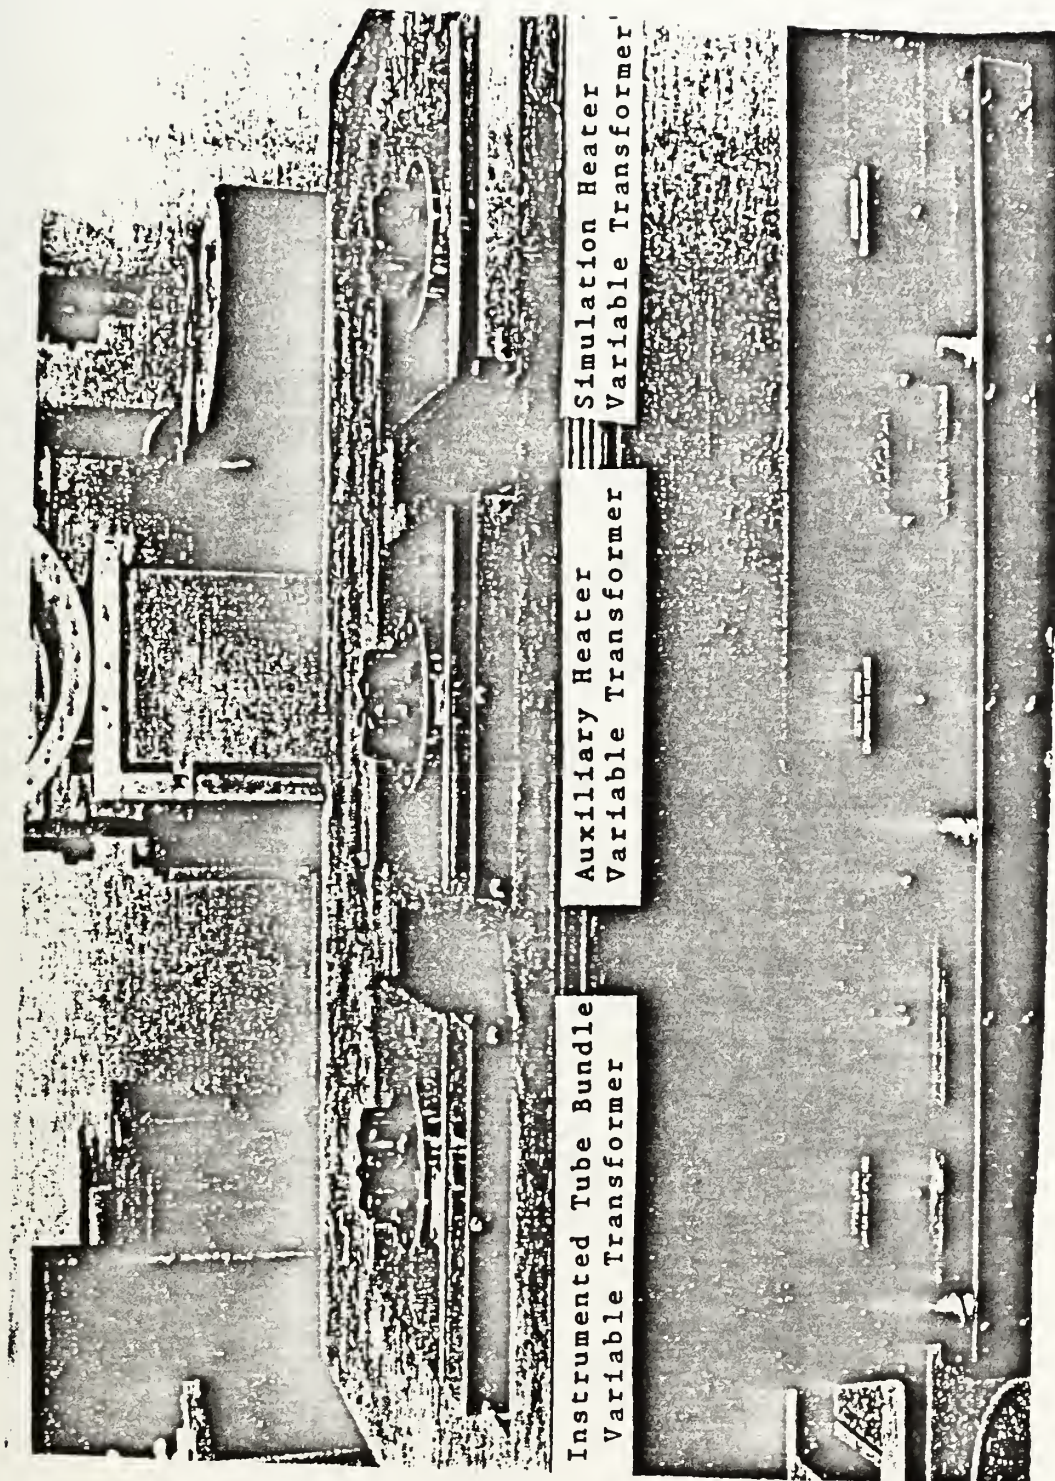 Instrumented Tube Bundle
Variable Transformer
Auxiliary Heater
Variable Transformer
Simulation Heater
Variable Transformer